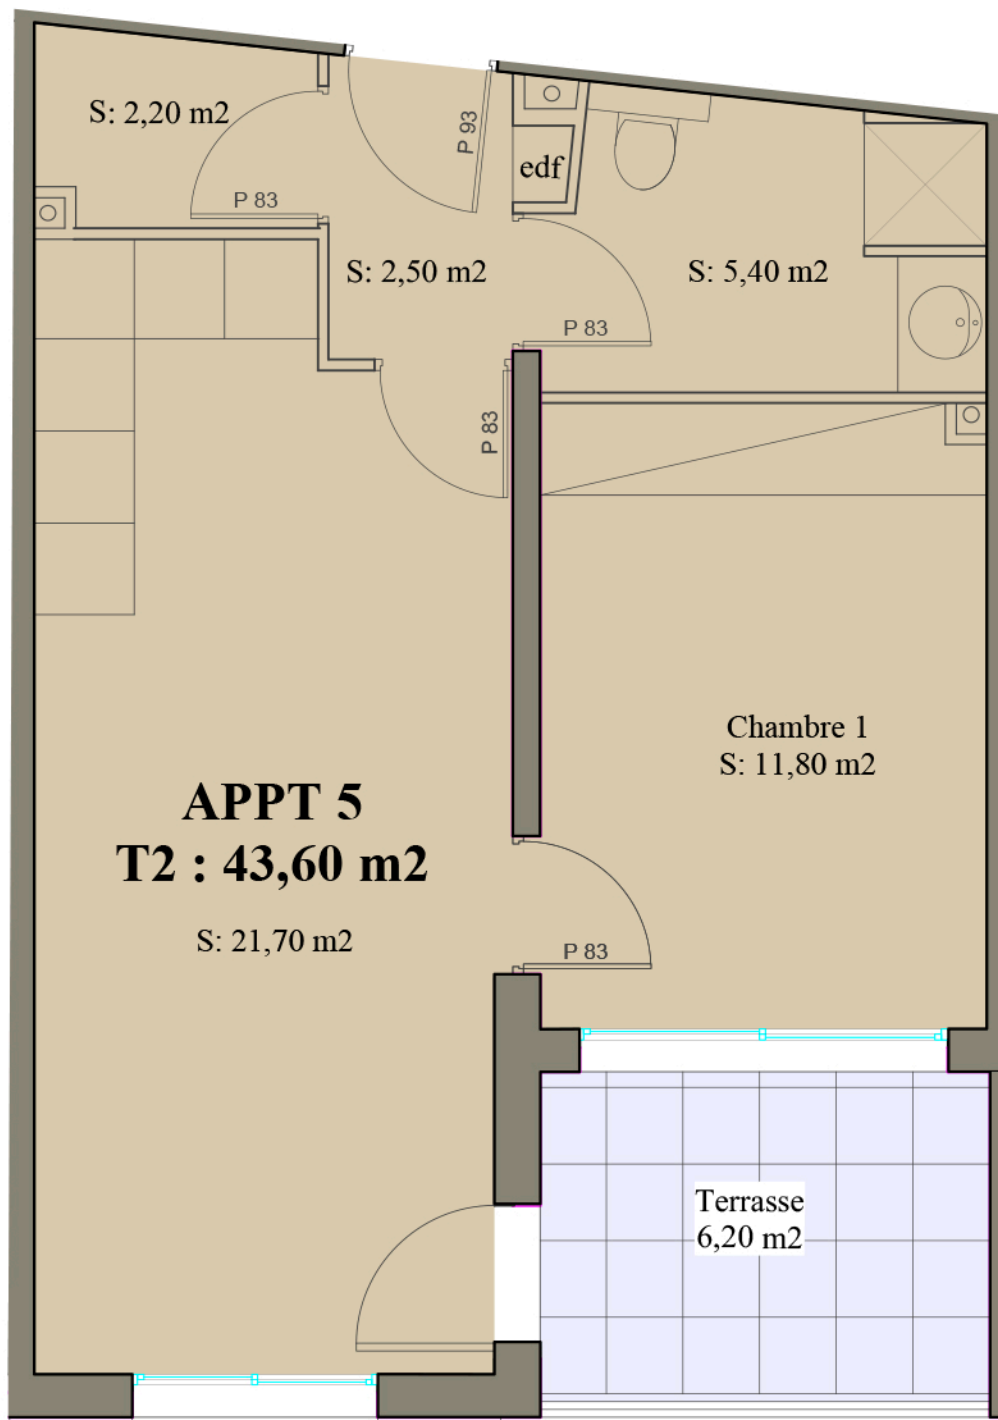 S: 2,20 m2
P 93
edf
P 83
S: 2,50 m2
S: 5,40 m2
P 83
P 83
Chambre 1
S: 11,80 m2
APPT 5
T2 : 43,60 m2
S: 21,70 m2
P 83
Terrasse
6,20 m2